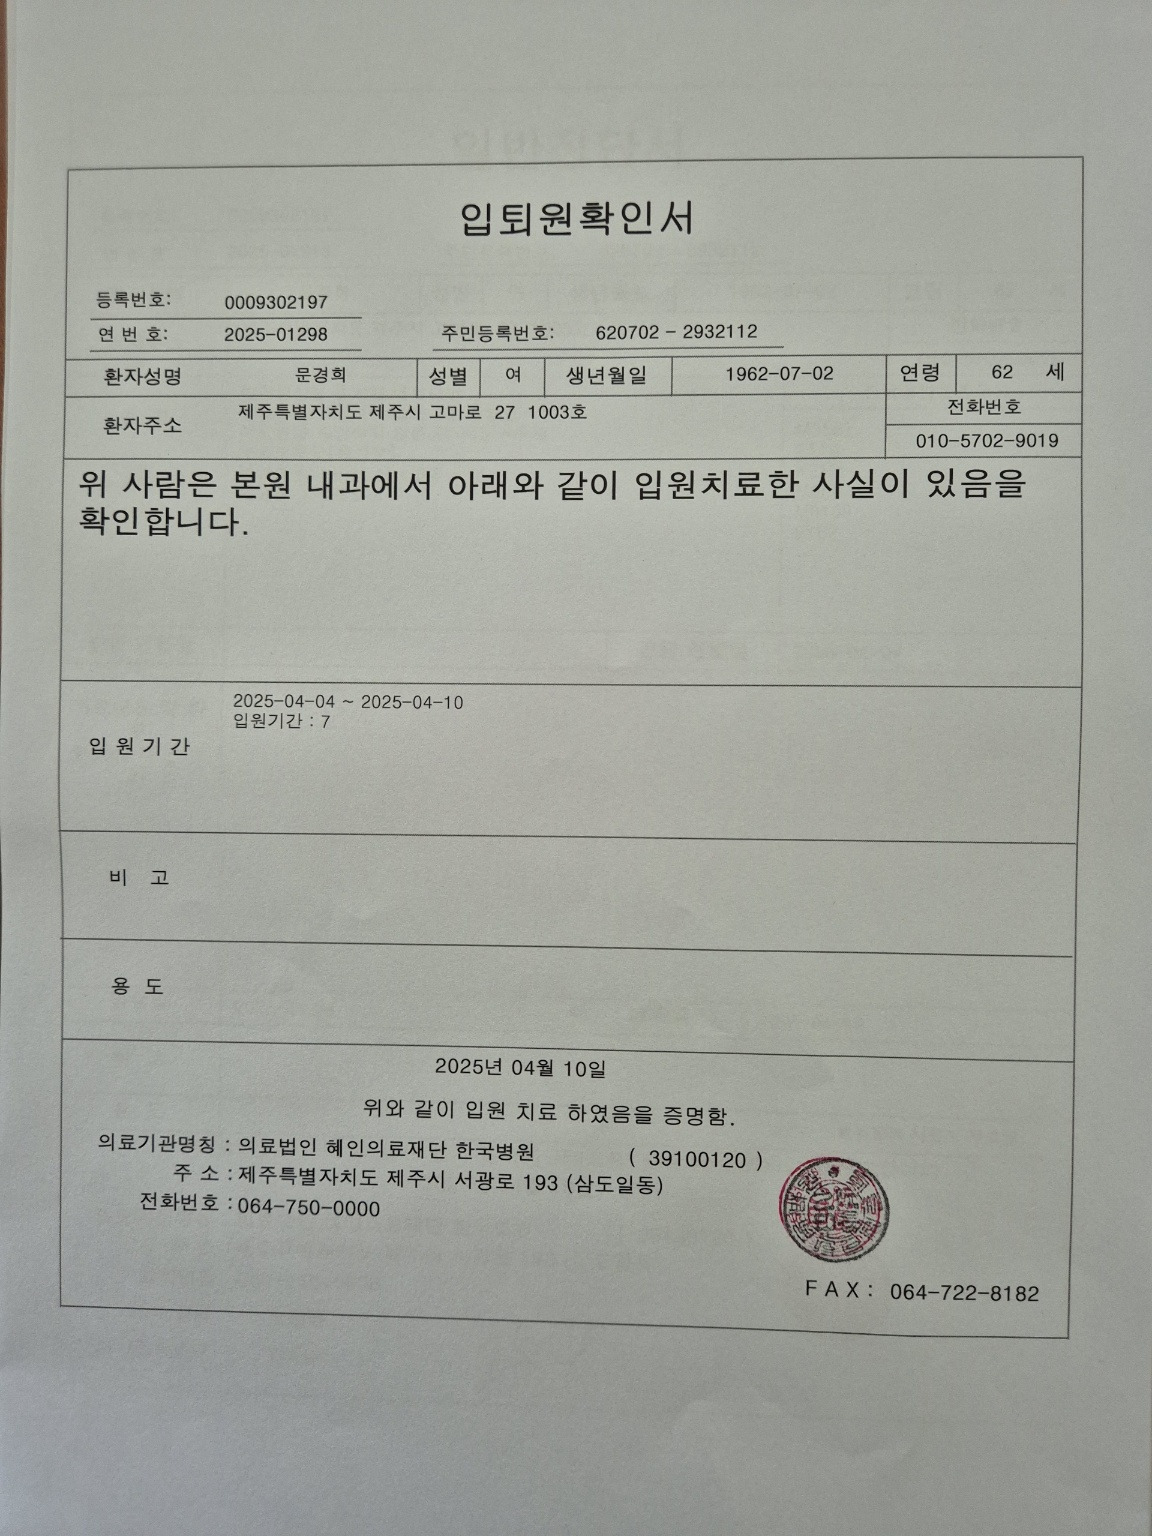 입퇴원확인서
등록번호: 0009302197
연 번 호: 2025-01298 주민등록번호: 620702 - 2932112
환자성명 문경희 성별 여 생년월일 1962-07-02 연령 62 세
환자주소 제주특별자치도 제주시 고마로 27 1003호 전화번호
010-5702-9019
위 사람은 본원 내과에서 아래와 같이 입원치료한 사실이 있음을
확인합니다.
2025-04-04 ~ 2025-04-10
입원기간 : 7
입 원 기 간
비 고
용 도
2025년 04월 10일
위와 같이 입원 치료 하였음을 증명함.
의료기관명칭 : 의료법인 혜인의료재단 한국병원 ( 39100120 )
주 소 : 제주특별자치도 제주시 서광로 193 (삼도일동)
전화번호 : 064-750-0000
F A X : 064-722-8182